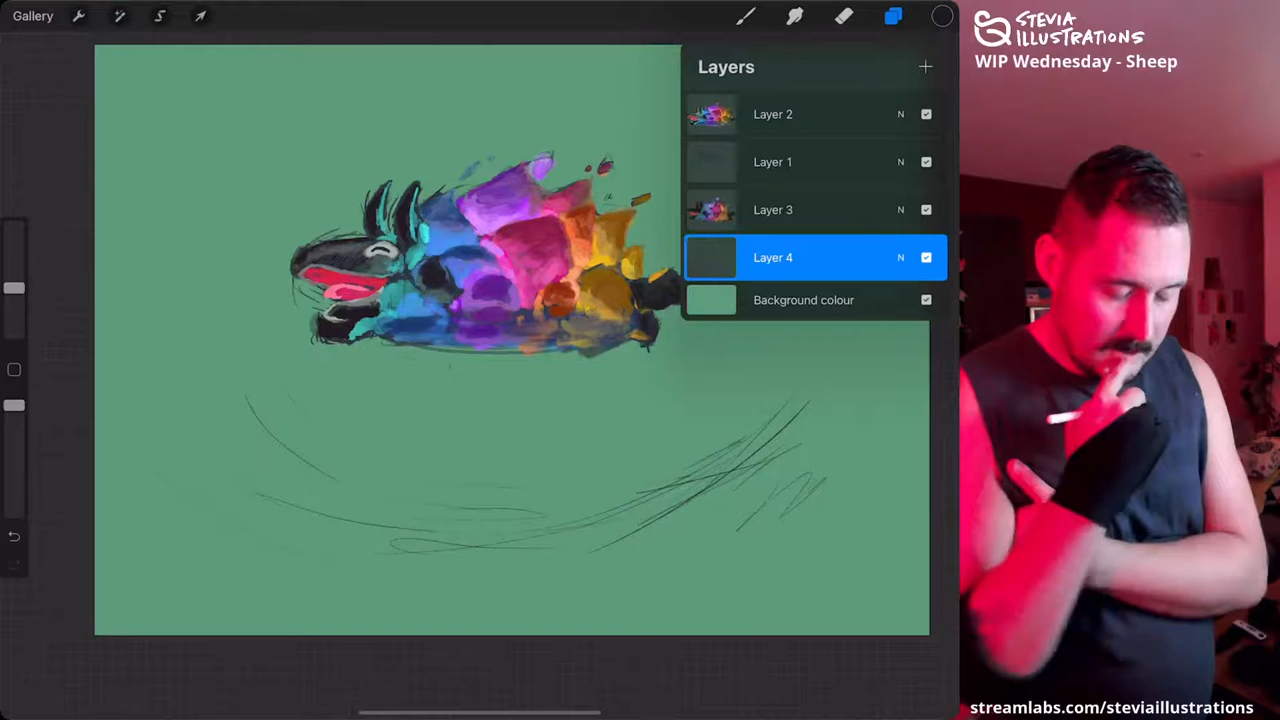 Gallery
Layers
Layer 2 N
Layer 1 N
Layer 3 N
Layer 4 N
Background colour
STEVIA
ILLUSTRATIONS
WIP Wednesday - Sheep
streamlabs.com/steviaillustrations